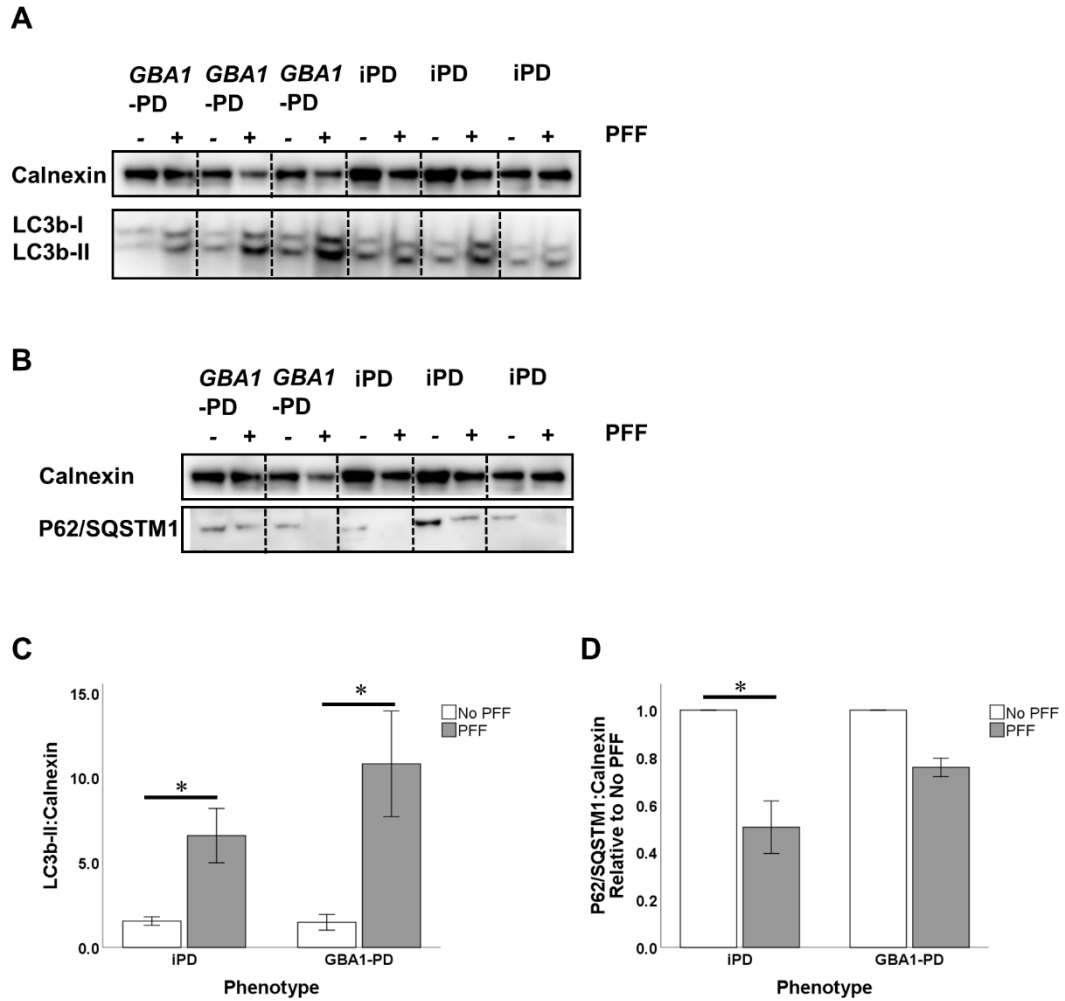 A
GBA1 GBA1 GBA1 iPD iPD iPD
-PD -PD -PD
- + - + - + - + - + - + PFF
Calnexin
LC3b-I
LC3b-II
B
GBA1 GBA1 iPD iPD iPD
-PD -PD
- + - + - + - + - + PFF
Calnexin
P62/SQSTM1
C
LC3b-II:Calnexin
15.0
10.0
5.0
0.0
*
*
No PFF
PFF
iPD GBA1-PD
Phenotype
D
P62/SQSTM1:Calnexin
Relative to No PFF
1.0
0.8
0.6
0.4
0.2
0.0
*
No PFF
PFF
iPD GBA1-PD
Phenotype